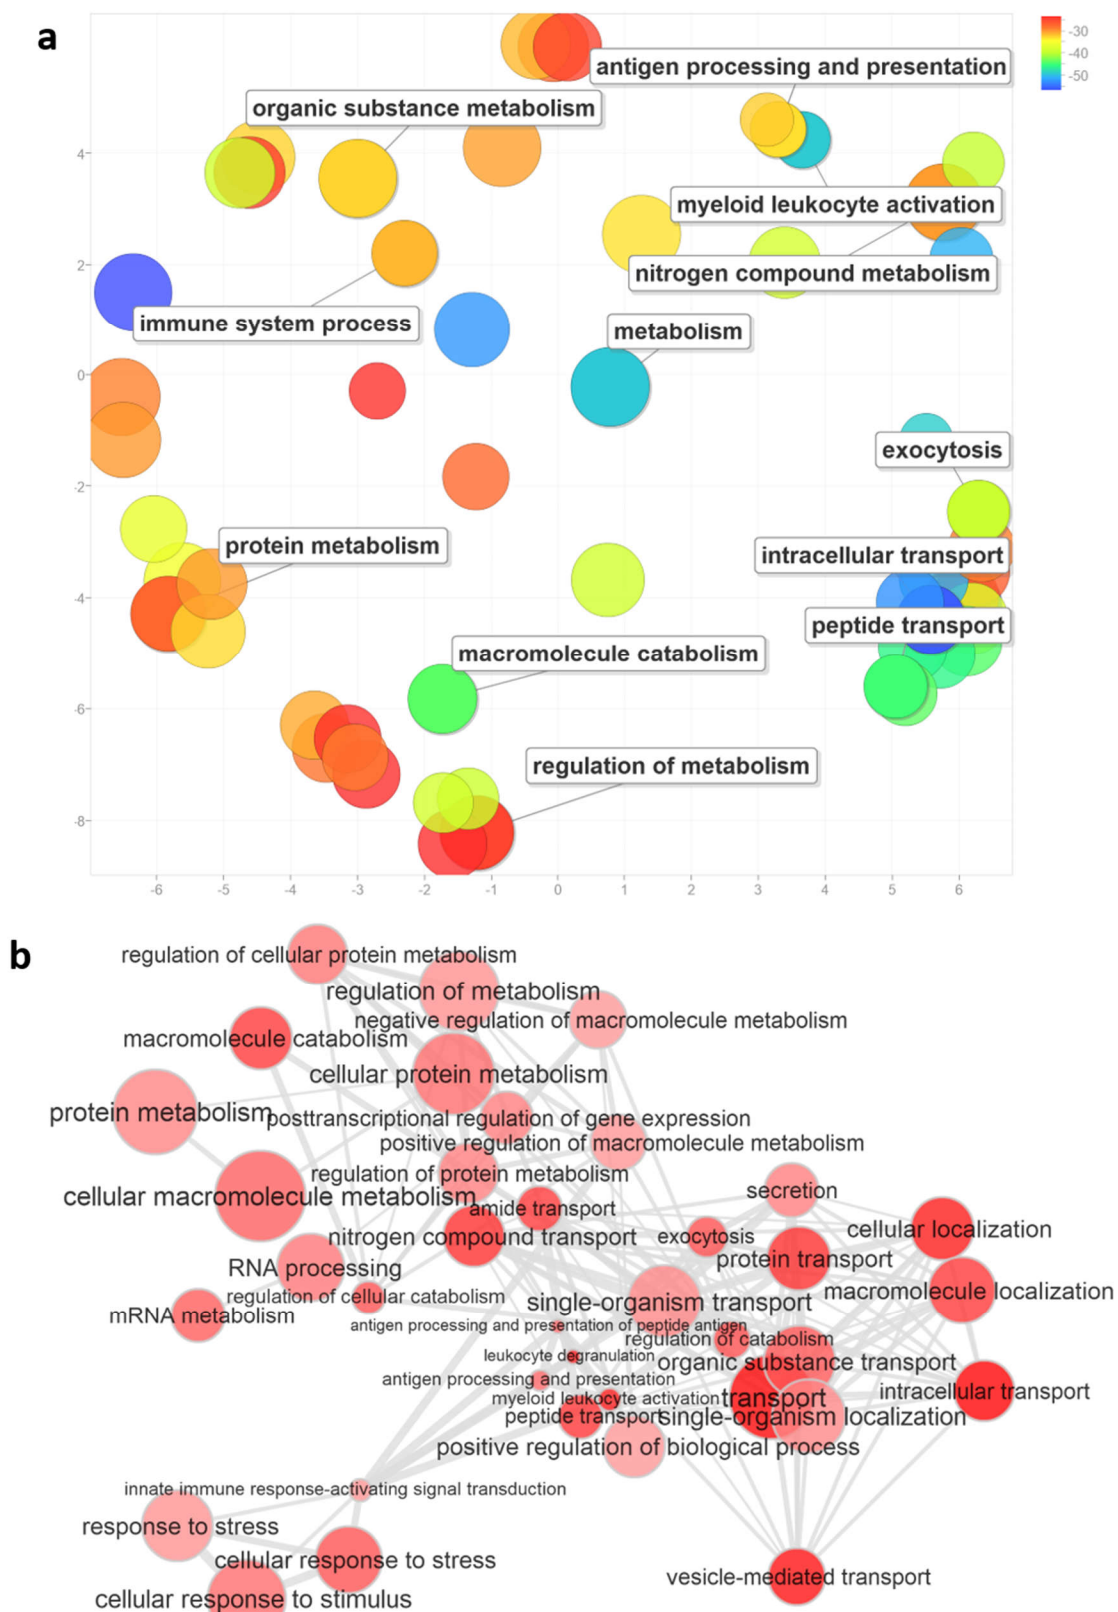 a
-30
-40
-50
antigen processing and presentation
organic substance metabolism
4
myeloid leukocyte activation
2
nitrogen compound metabolism
immune system process
metabolism
0
exocytosis
-2
protein metabolism
intracellular transport
-4
peptide transport
macromolecule catabolism
-6
regulation of metabolism
-8
-6 -5 -4 -3 -2 -1 0 1 2 3 4 5 6
b
regulation of cellular protein metabolism
regulation of metabolism
negative regulation of macromolecule metabolism
macromolecule catabolism
cellular protein metabolism
protein metabolism
posttranscriptional regulation of gene expression
positive regulation of macromolecule metabolism
regulation of protein metabolism
secretion
cellular macromolecule metabolism
amide transport
cellular localization
nitrogen compound transport
exocytosis
protein transport
RNA processing
macromolecule localization
regulation of cellular catabolism
single-organism transport
mRNA metabolism
antigen processing and presentation of peptide antigen
regulation of catabolism
leukocyte degranulation
organic substance transport
antigen processing and presentation
intracellular transport
myeloid leukocyte activation
transport
peptide transport
single-organism localization
positive regulation of biological process
innate immune response-activating signal transduction
response to stress
cellular response to stress
vesicle-mediated transport
cellular response to stimulus